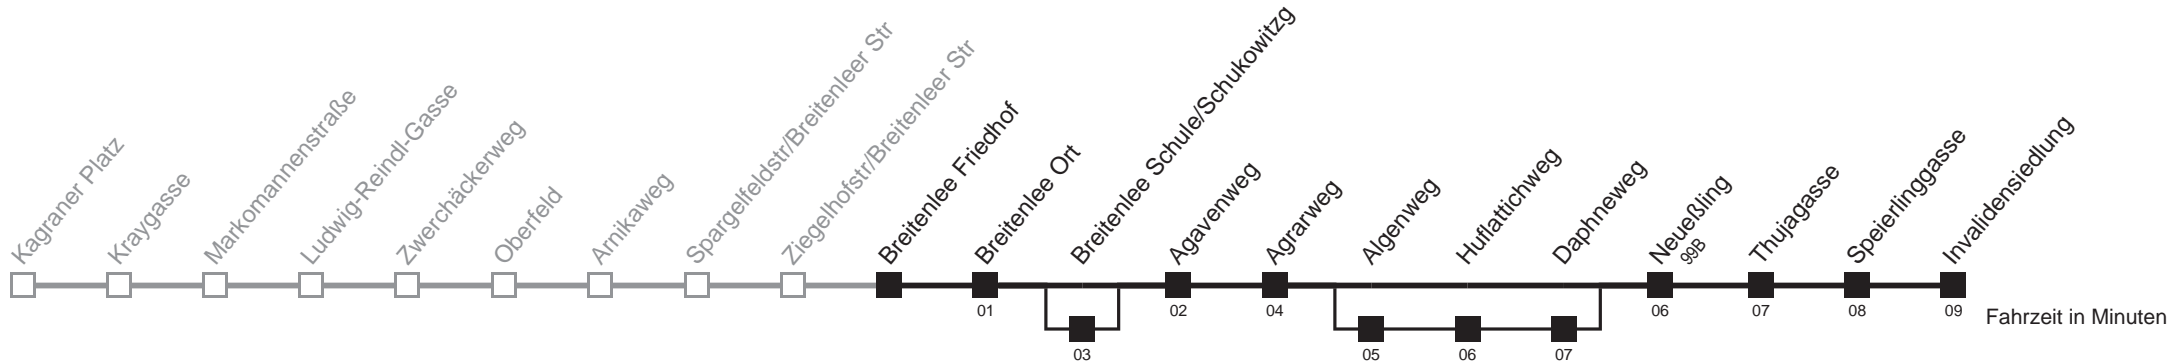 Kagraner Platz
Kraygasse
Markomannenstraße
Ludwig-Reindl-Gasse
Zwerchäckerweg
Oberfeld
Arnikaweg
Spargelfeldstr/Breitenleer Str
Ziegelhofstr/Breitenleer Str
Breitenlee Friedhof
Breitenlee Ort
Breitenlee Schule/Schukowitzg
Agavenweg
Agrarweg
Algenweg
Huflattichweg
Daphneweg
Neueßling
99B
Thujagasse
Speierlinggasse
Invalidensiedlung
01
02
04
06
07
08
09
Fahrzeit in Minuten
03
05
06
07